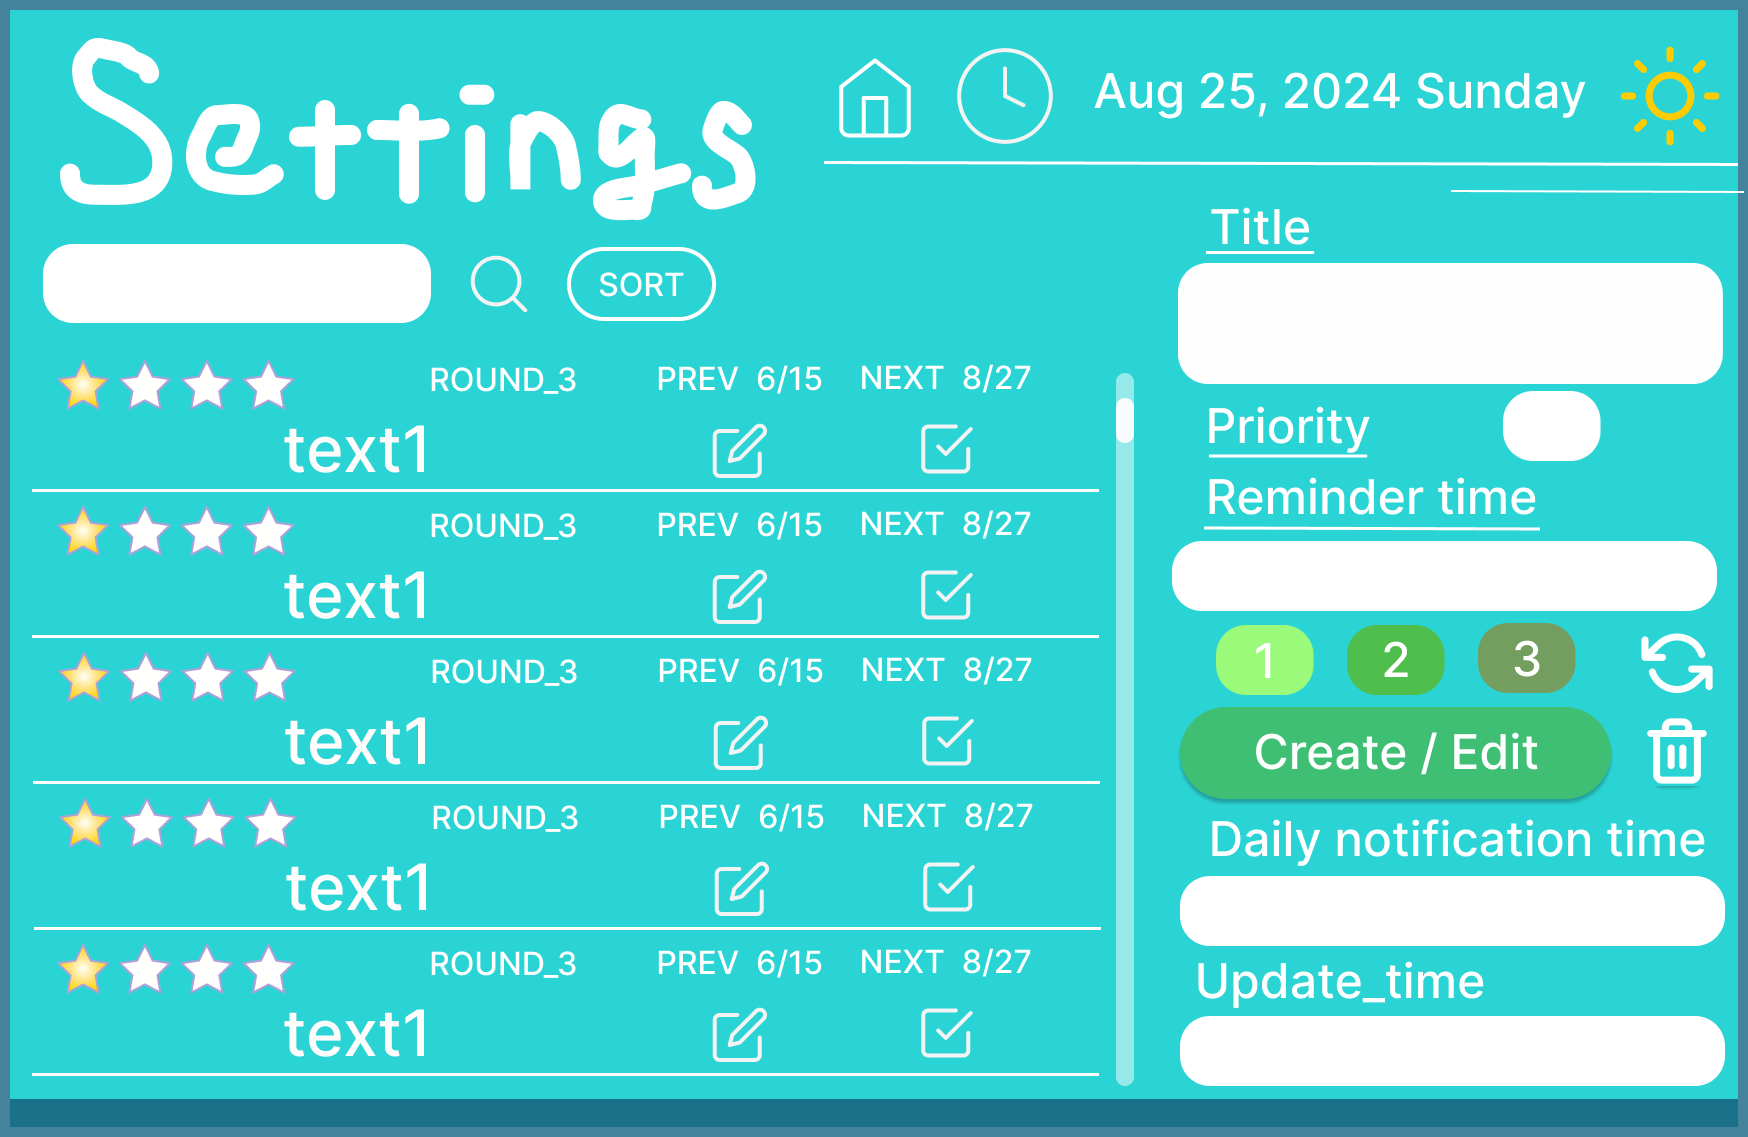 Settings
Aug 25, 2024 Sunday
SORT
ROUND_3 PREV 6/15 NEXT 8/27
text1
ROUND_3 PREV 6/15 NEXT 8/27
text1
ROUND_3 PREV 6/15 NEXT 8/27
text1
ROUND_3 PREV 6/15 NEXT 8/27
text1
ROUND_3 PREV 6/15 NEXT 8/27
text1
Title
Priority
Reminder time
1 2 3
Create / Edit
Daily notification time
Update_time